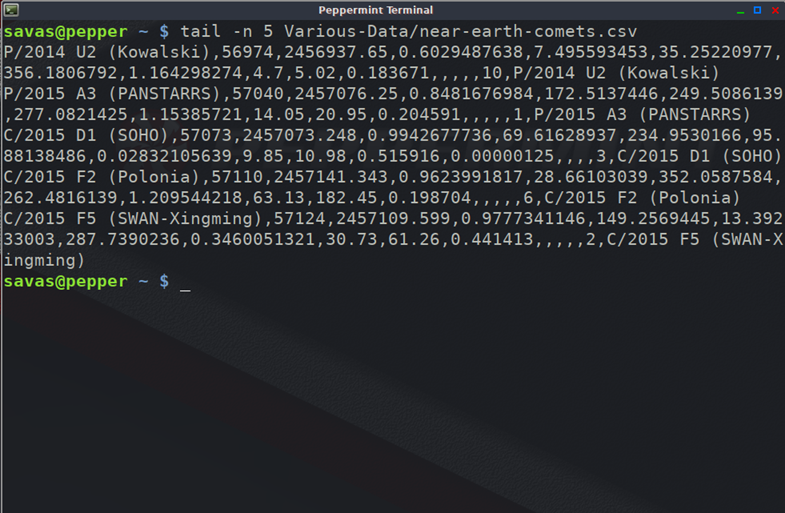 Peppermint Terminal
savas@pepper ~ $ tail -n 5 Various-Data/near-earth-comets.csv
P/2014 U2 (Kowalski),56974,2456937.65,0.6029487638,7.495593453,35.25220977,
356.1806792,1.164298274,4.7,5.02,0.183671,,,,,10,P/2014 U2 (Kowalski)
P/2015 A3 (PANSTARRS),57040,2457076.25,0.8481676984,172.5137446,249.5086139
,277.0821425,1.15385721,14.05,20.95,0.204591,,,,,1,P/2015 A3 (PANSTARRS)
C/2015 D1 (SOHO),57073,2457073.248,0.9942677736,69.61628937,234.9530166,95.
88138486,0.02832105639,9.85,10.98,0.515916,0.00000125,,,,3,C/2015 D1 (SOHO)
C/2015 F2 (Polonia),57110,2457141.343,0.9623991817,28.66103039,352.0587584,
262.4816139,1.209544218,63.13,182.45,0.198704,,,,,6,C/2015 F2 (Polonia)
C/2015 F5 (SWAN-Xingming),57124,2457109.599,0.9777341146,149.2569445,13.392
33003,287.7390236,0.3460051321,30.73,61.26,0.441413,,,,,2,C/2015 F5 (SWAN-X
ingming)
savas@pepper ~ $ _